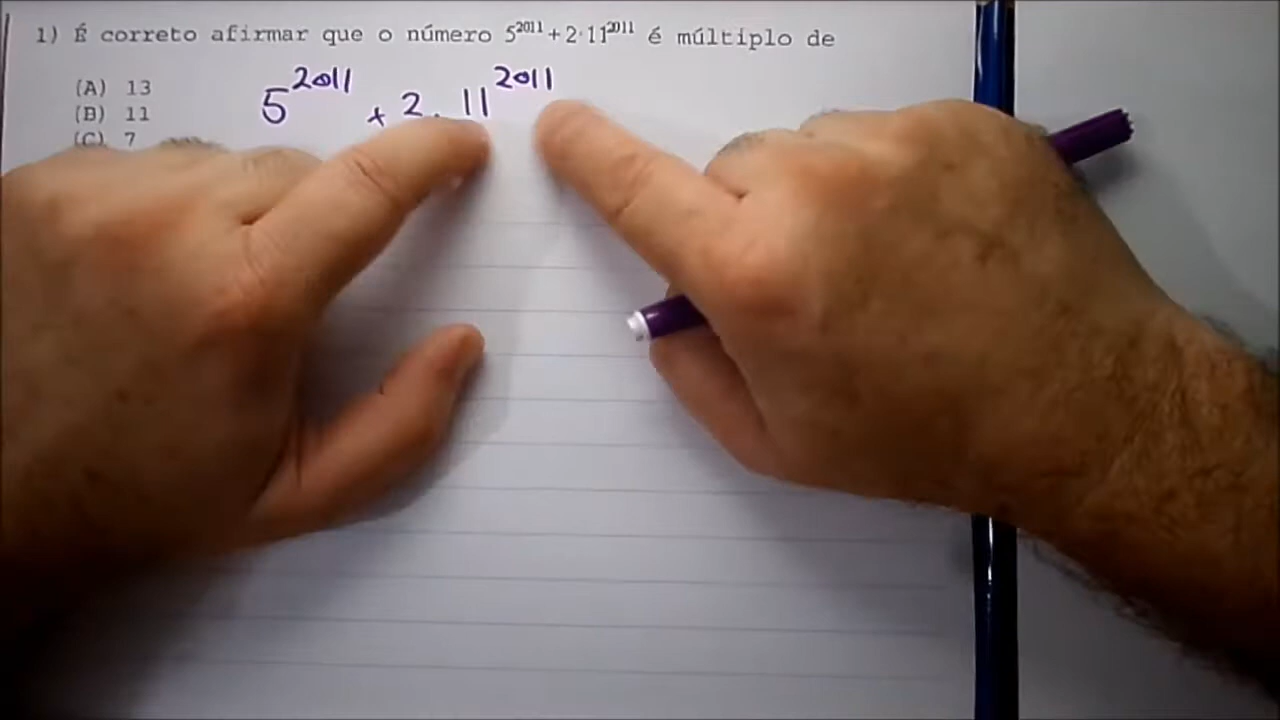 1) É correto afirmar que o número 5²⁰¹¹+2·11²⁰¹¹ é múltiplo de
(A) 13
(B) 11
(C) 7
5²⁰¹¹ + 2. 11²⁰¹¹